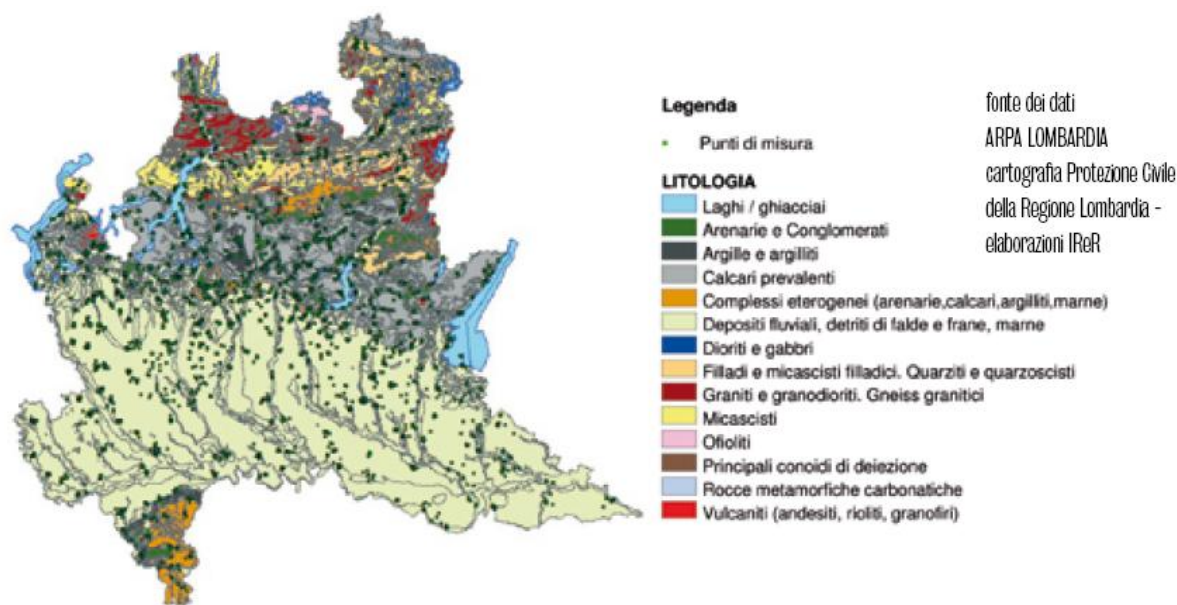 Legenda
Punti di misura
LITOLOGIA
Laghi / ghiacciai
Arenarie e Conglomerati
Argille e argilliti
Calcari prevalenti
Complessi eterogenei (arenarie,calcari,argilliti,marne)
Depositi fluviali, detriti di falde e frane, marne
Dioriti e gabbri
Filladi e micascisti filladici. Quarziti e quarzoscisti
Graniti e granodioriti. Gneiss granitici
Micascisti
Ofioliti
Principali conoidi di deiezione
Rocce metamorfiche carbonatiche
Vulcaniti (andesiti, rioliti, granofiri)
fonte dei dati
ARPA LOMBARDIA
cartografia Protezione Civile
della Regione Lombardia -
elaborazioni IReR